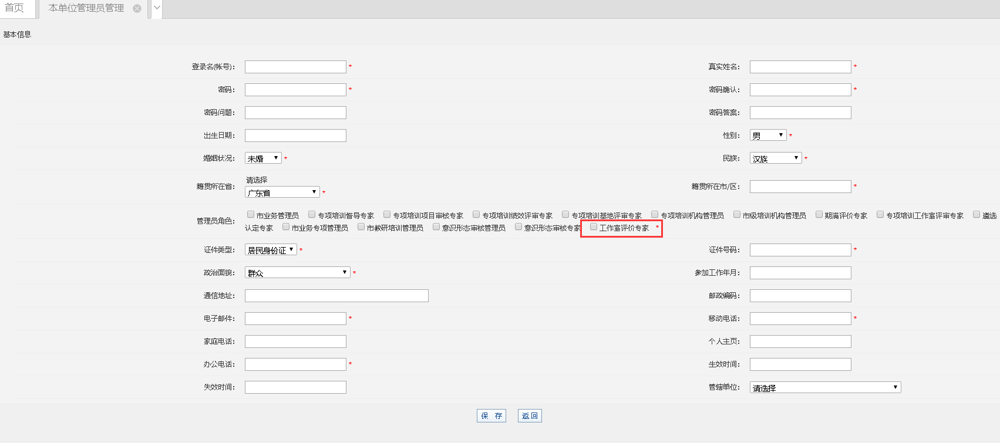 首页 本单位管理员管理
基本信息
登录名(帐号)： * 真实姓名： *
密码： * 密码确认： *
密码问题： 密码答案：
出生日期： 性别： 男 *
婚姻状况： 未婚 * 民族： 汉族 *
请选择
籍贯所在省： 广东省 * 籍贯所在市/区： *
管理员角色： 市业务管理员 专项培训督导专家 专项培训项目审核专家 专项培训绩效评审专家 专项培训基地评审专家 专项培训机构管理员 市级培训机构管理员 期满评价专家 专项培训工作室评审专家 遴选
认定专家 市业务专项管理员 市教研培训管理员 意识形态审核管理员 意识形态审核专家 工作室评价专家 *
证件类型： 居民身份证 * 证件号码： *
政治面貌： 群众 * 参加工作年月：
通信地址： 邮政编码：
电子邮件： * 移动电话： *
家庭电话： 个人主页：
办公电话： * 生效时间：
失效时间： 管辖单位： 请选择
保 存 返回